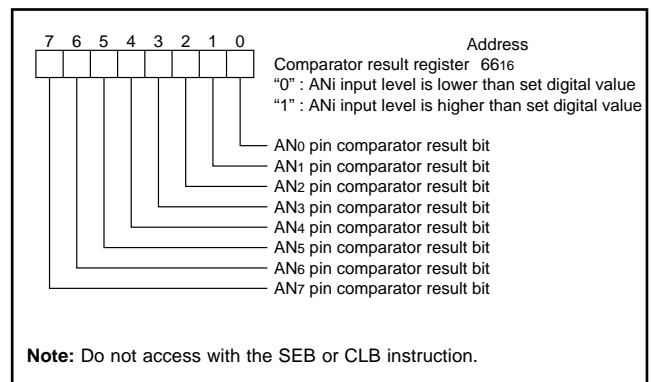 7 6 5 4 3 2 1 0
Address
Comparator result register 6616
“0” : ANi input level is lower than set digital value
“1” : ANi input level is higher than set digital value
AN0 pin comparator result bit
AN1 pin comparator result bit
AN2 pin comparator result bit
AN3 pin comparator result bit
AN4 pin comparator result bit
AN5 pin comparator result bit
AN6 pin comparator result bit
AN7 pin comparator result bit
Note: Do not access with the SEB or CLB instruction.